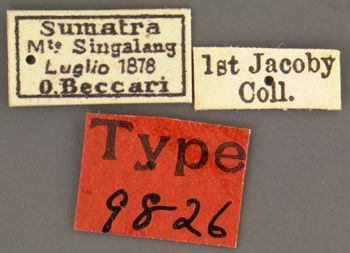 Sumatra
Mte Singalang
Luglio 1878
O.Beccari
1st Jacoby
Coll.
Type
9826